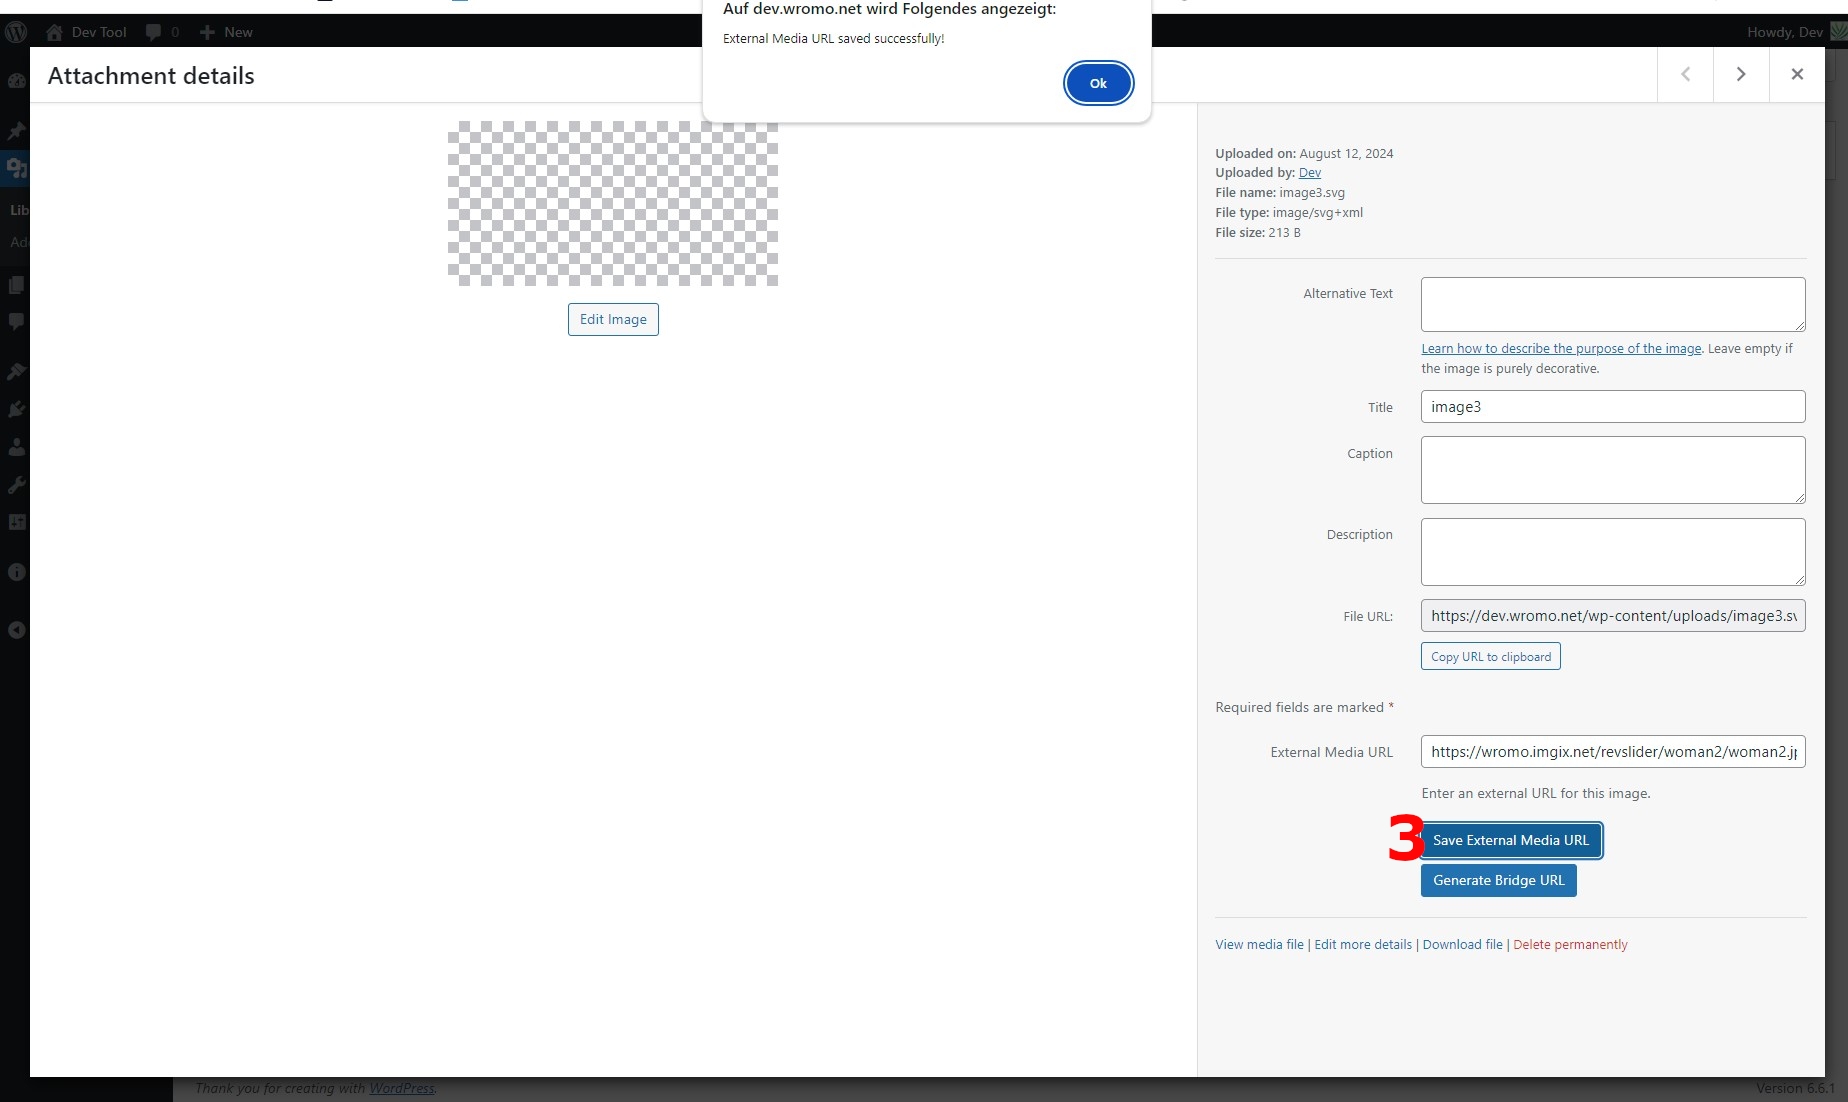 Auf dev.wromo.net wird Folgendes angezeigt:
External Media URL saved successfully!
Ok
Dev Tool 0 New
Howdy, Dev
Attachment details
Lib
Edit Image
Uploaded on: August 12, 2024
Uploaded by: Dev
File name: image3.svg
File type: image/svg+xml
File size: 213 B
Alternative Text
Learn how to describe the purpose of the image. Leave empty if
the image is purely decorative.
Title image3
Caption
Description
File URL: https://dev.wromo.net/wp-content/uploads/image3.sv
Copy URL to clipboard
Required fields are marked *
External Media URL https://wromo.imgix.net/revslider/woman2/woman2.jp
Enter an external URL for this image.
3 Save External Media URL
Generate Bridge URL
View media file | Edit more details | Download file | Delete permanently
Thank you for creating with WordPress.
Version 6.6.1